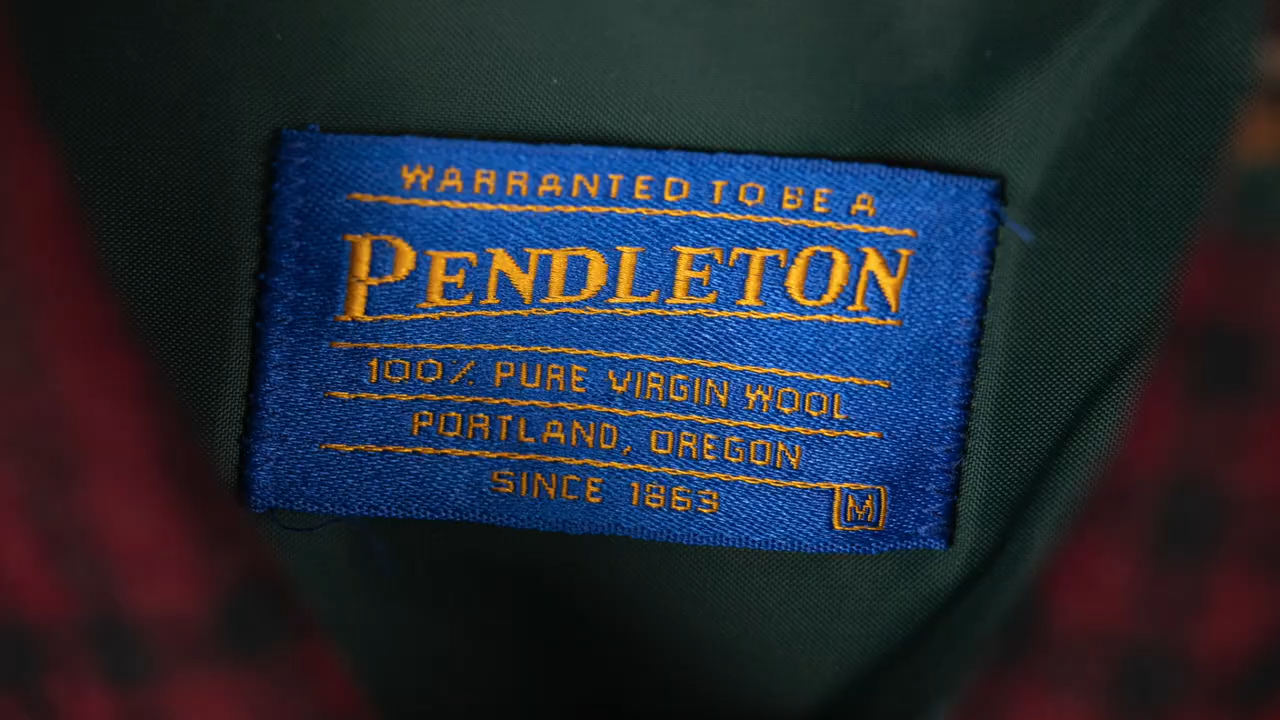 WARRANTED TO BE A
PENDLETON
100% PURE VIRGIN WOOL
PORTLAND, OREGON
SINCE 1863
M